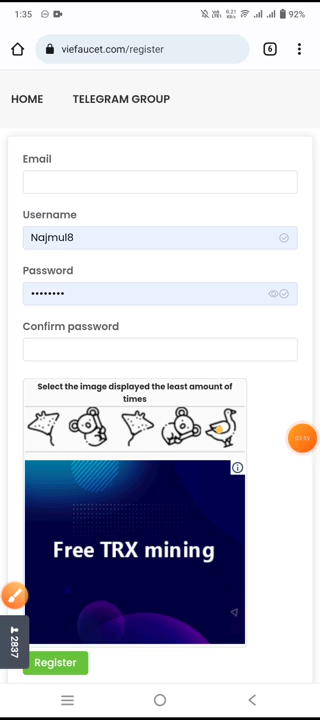 1:35 92%
viefaucet.com/register 6
HOME TELEGRAM GROUP
Email
Username
Najmul8
Password
••••••••
Confirm password
Select the image displayed the least amount of
times
Free TRX mining
2837
Register